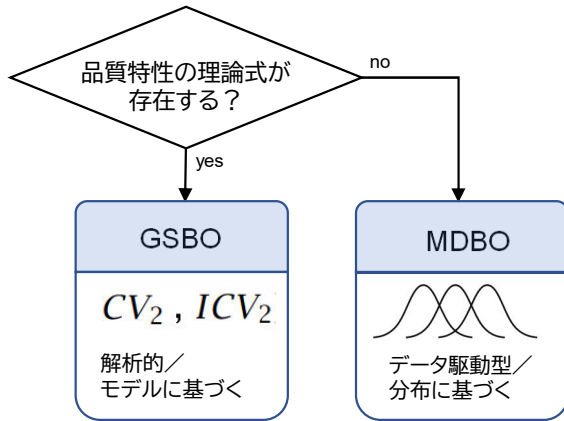 品質特性の理論式が
存在する？
no
yes
GSBO
MDBO
CV₂ , ICV₂
解析的／
モデルに基づく
データ駆動型／
分布に基づく